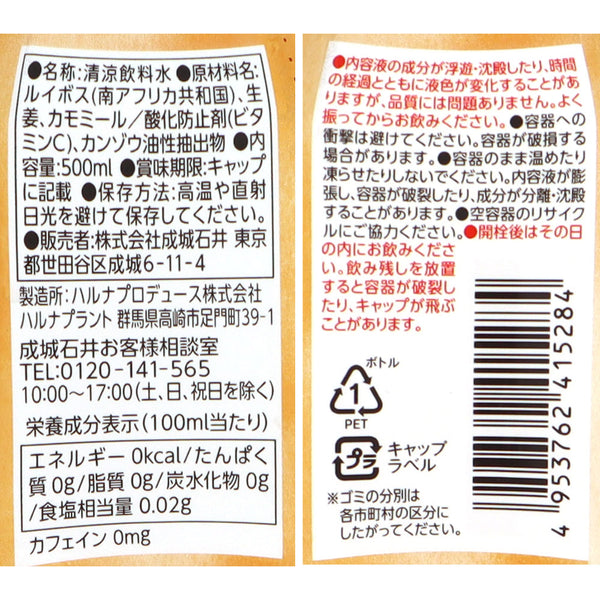 ●名称:清涼飲料水 ●原材料名:
ルイボス(南アフリカ共和国)、生
姜、カモミール／酸化防止剤(ビタ
ミンC)、カンゾウ油性抽出物 ●内
容量:500ml ●賞味期限:キャップ
に記載 ●保存方法:高温や直射
日光を避けて保存してください。
●販売者:株式会社成城石井 東京
都世田谷区成城6-11-4
製造所:ハルナプロデュース株式会社
ハルナプラント 群馬県高崎市足門町39-1
成城石井お客様相談室
TEL:0120-141-565
10:00〜17:00(土、日、祝日を除く)
栄養成分表示(100ml当たり)
エネルギー 0kcal/たんぱく
質 0g/脂質 0g/炭水化物 0g
/食塩相当量 0.02g
カフェイン 0mg
●内容液の成分が浮遊・沈殿したり、時間
の経過とともに液色が変化することがあ
りますが、品質には問題ありません。よく
振ってからお飲みください。●容器への
衝撃は避けてください。容器が破損する
場合があります。●容器のまま温めたり
凍らせたりしないでください。内容液が膨
張し、容器が破裂したり、成分が分離・沈殿
することがあります。●空容器のリサイク
ルにご協力ください。●開栓後はその日
の内にお飲みくださ
い。飲み残しを放置
すると容器が破裂し
たり、キャップが飛ぶ
ことがあります。
ボトル
1
PET
プラ
キャップ
ラベル
※ゴミの分別は
各市町村の区分に
したがってください。
4 953762 415284